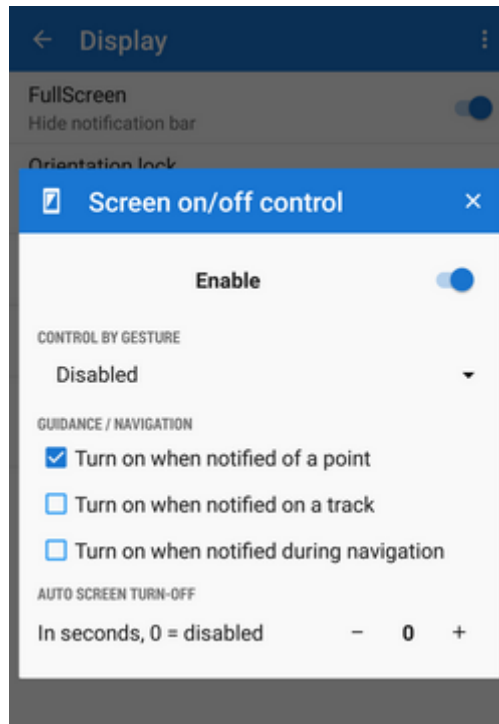 Display
FullScreen
Hide notification bar
Orientation lock
Screen on/off control
Enable
CONTROL BY GESTURE
Disabled
GUIDANCE / NAVIGATION
Turn on when notified of a point
Turn on when notified on a track
Turn on when notified during navigation
AUTO SCREEN TURN-OFF
In seconds, 0 = disabled - 0 +